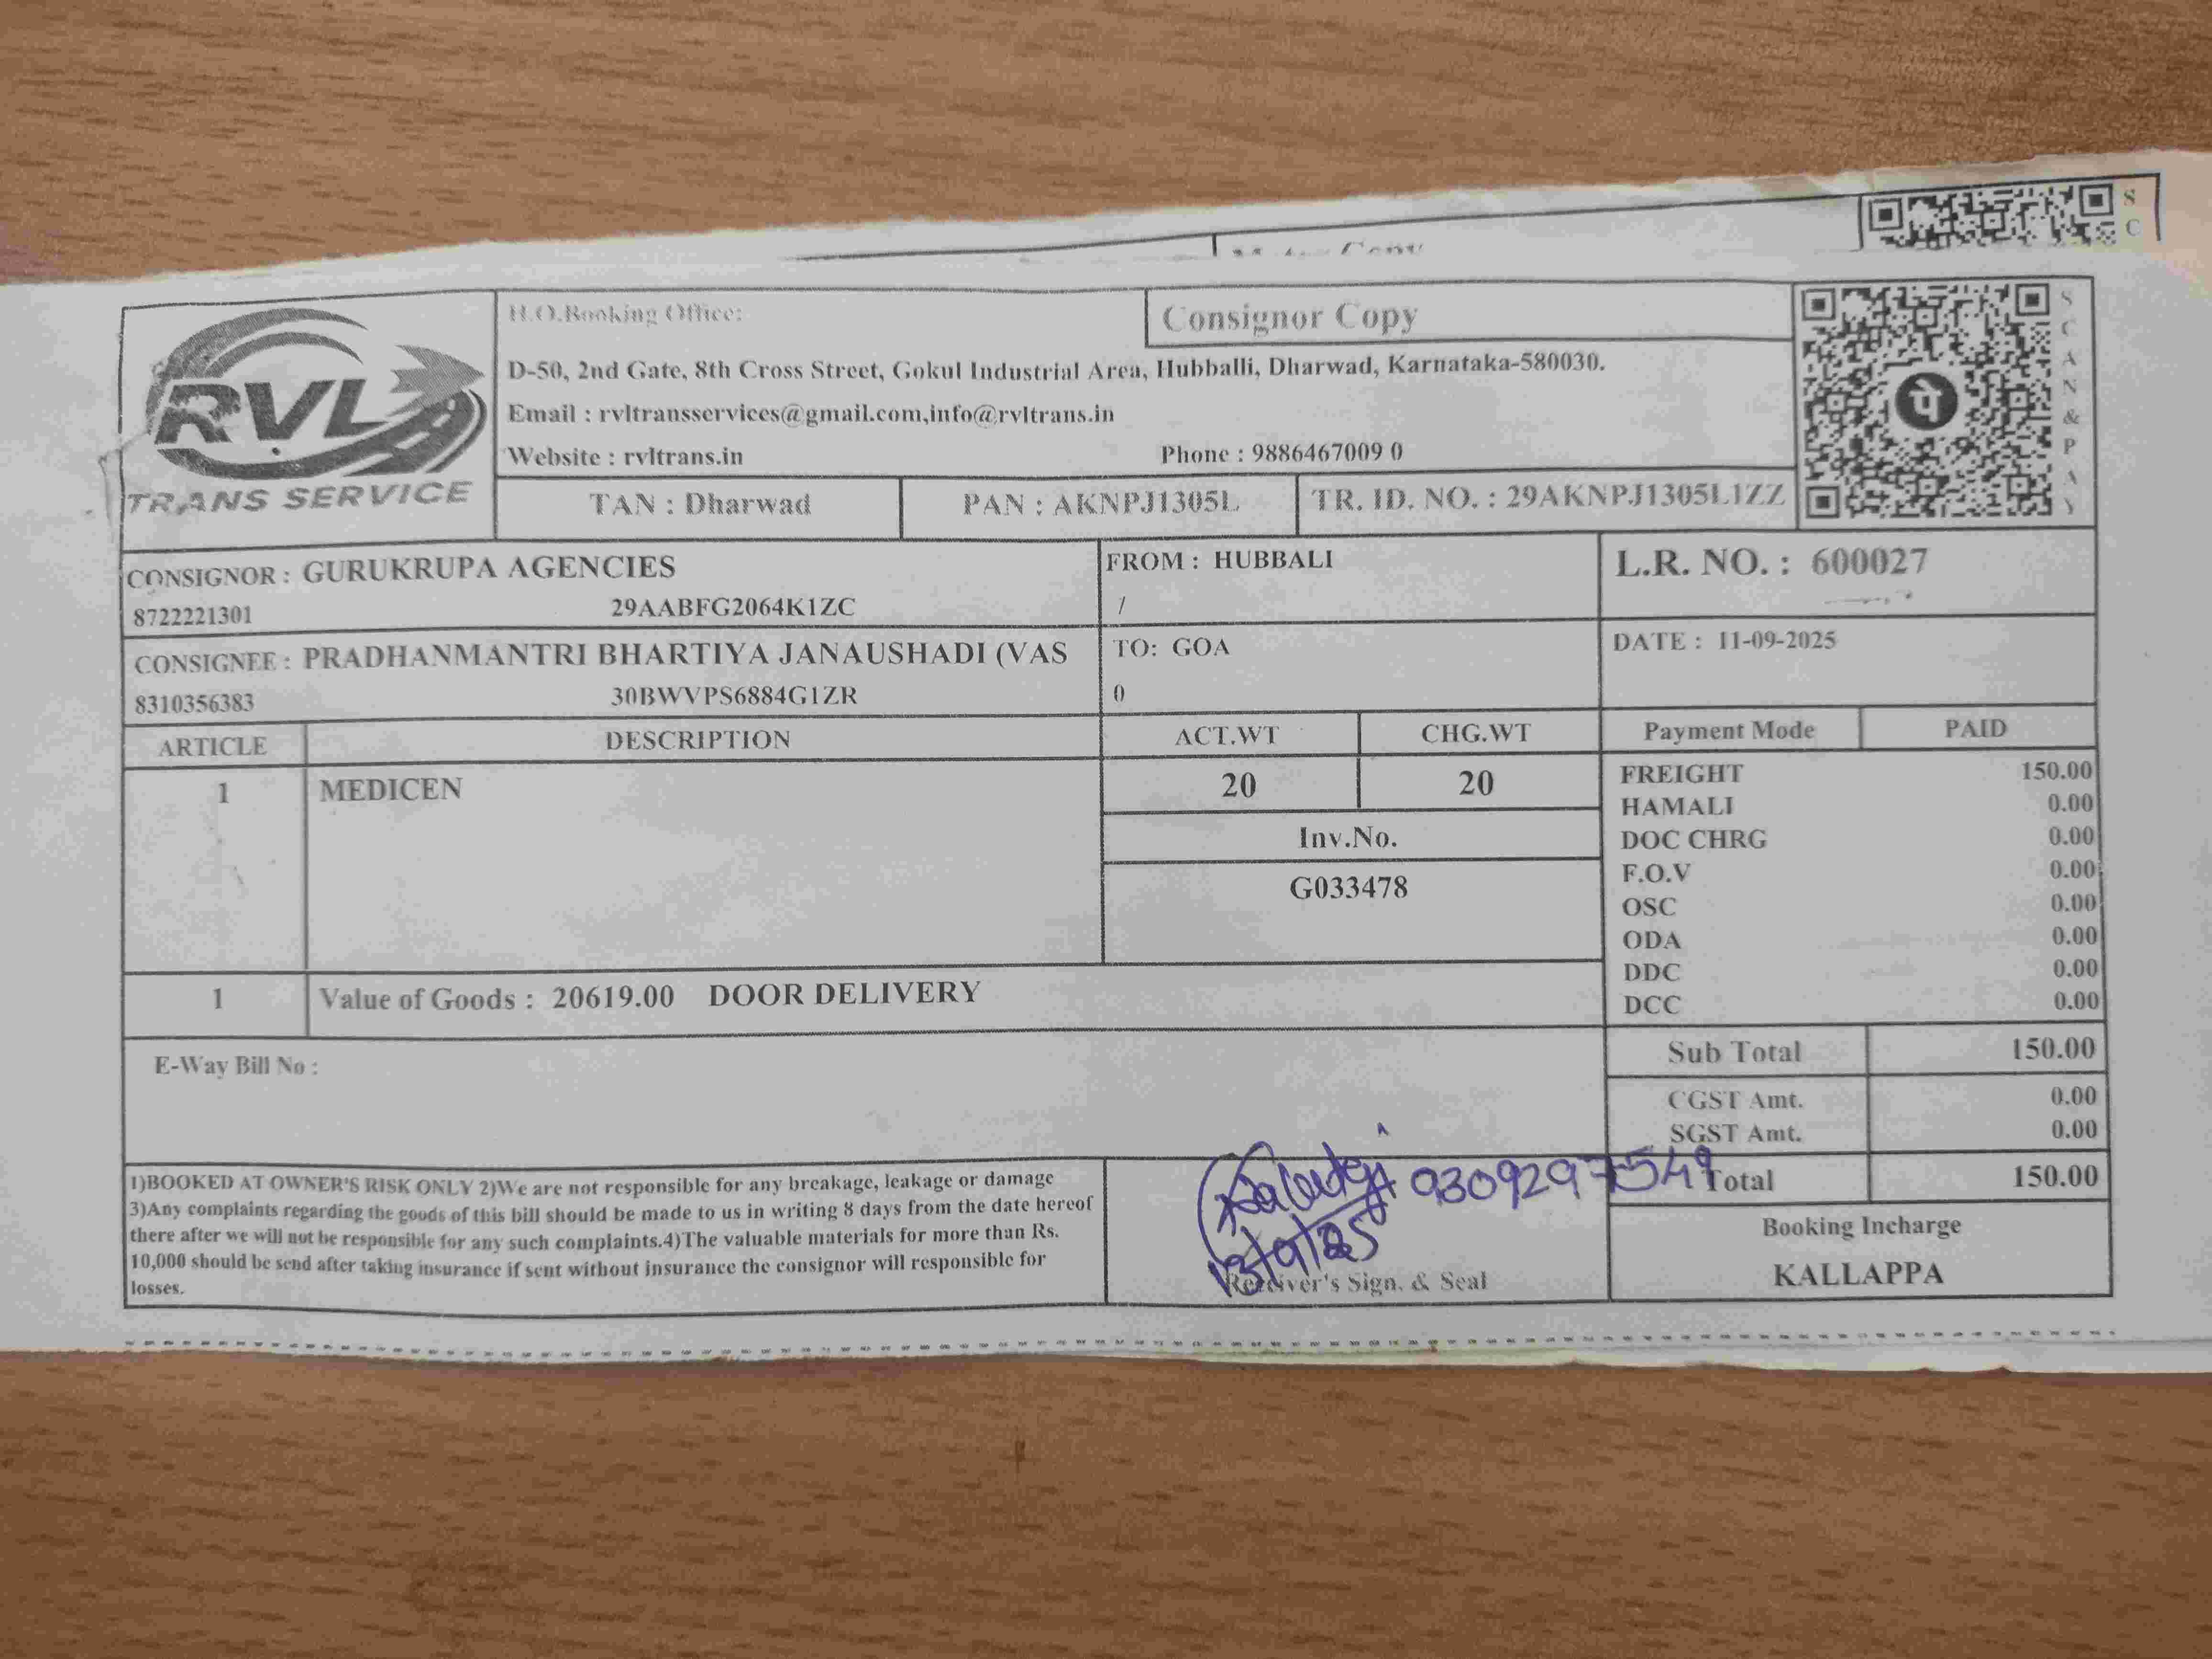 Copy
S
C
RVL
TRANS SERVICE
H.O.Booking Office:
Consignor Copy
D-50, 2nd Gate, 8th Cross Street, Gokul Industrial Area, Hubballi, Dharwad, Karnataka-580030.
Email : rvltransservices@gmail.com,info@rvltrans.in
Website : rvltrans.in Phone : 9886467009 0
TAN : Dharwad PAN : AKNPJ1305L TR. ID. NO. : 29AKNPJ1305L1ZZ
पे
SCAN & PAY
CONSIGNOR : GURUKRUPA AGENCIES FROM : HUBBALI L.R. NO. : 600027
8722221301 29AABFG2064K1ZC /
CONSIGNEE : PRADHANMANTRI BHARTIYA JANAUSHADI (VAS TO: GOA DATE : 11-09-2025
8310356383 30BWVPS6884G1ZR 0
ARTICLE DESCRIPTION ACT.WT CHG.WT Payment Mode PAID
1 MEDICEN 20 20 FREIGHT 150.00
HAMALI 0.00
Inv.No. DOC CHRG 0.00
G033478 F.O.V 0.00
OSC 0.00
ODA 0.00
DDC 0.00
1 Value of Goods : 20619.00 DOOR DELIVERY DCC 0.00
E-Way Bill No : Sub Total 150.00
CGST Amt. 0.00
SGST Amt. 0.00
Total 150.00
1)BOOKED AT OWNER'S RISK ONLY 2)We are not responsible for any breakage, leakage or damage
3)Any complaints regarding the goods of this bill should be made to us in writing 8 days from the date hereof
there after we will not be responsible for any such complaints.4)The valuable materials for more than Rs.
10,000 should be send after taking insurance if sent without insurance the consignor will responsible for
losses.
9309297549
13/9/25
Receiver's Sign. & Seal
Booking Incharge
KALLAPPA